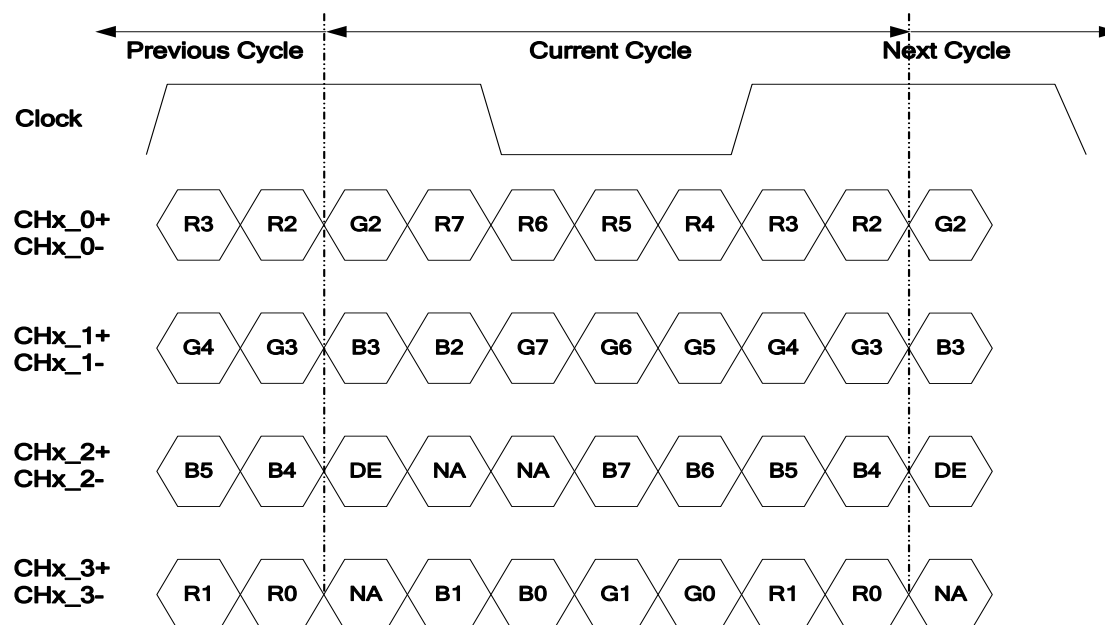 Previous Cycle Current Cycle Next Cycle
Clock
CHx_0+
CHx_0-
R3 R2 G2 R7 R6 R5 R4 R3 R2 G2
CHx_1+
CHx_1-
G4 G3 B3 B2 G7 G6 G5 G4 G3 B3
CHx_2+
CHx_2-
B5 B4 DE NA NA B7 B6 B5 B4 DE
CHx_3+
CHx_3-
R1 R0 NA B1 B0 G1 G0 R1 R0 NA